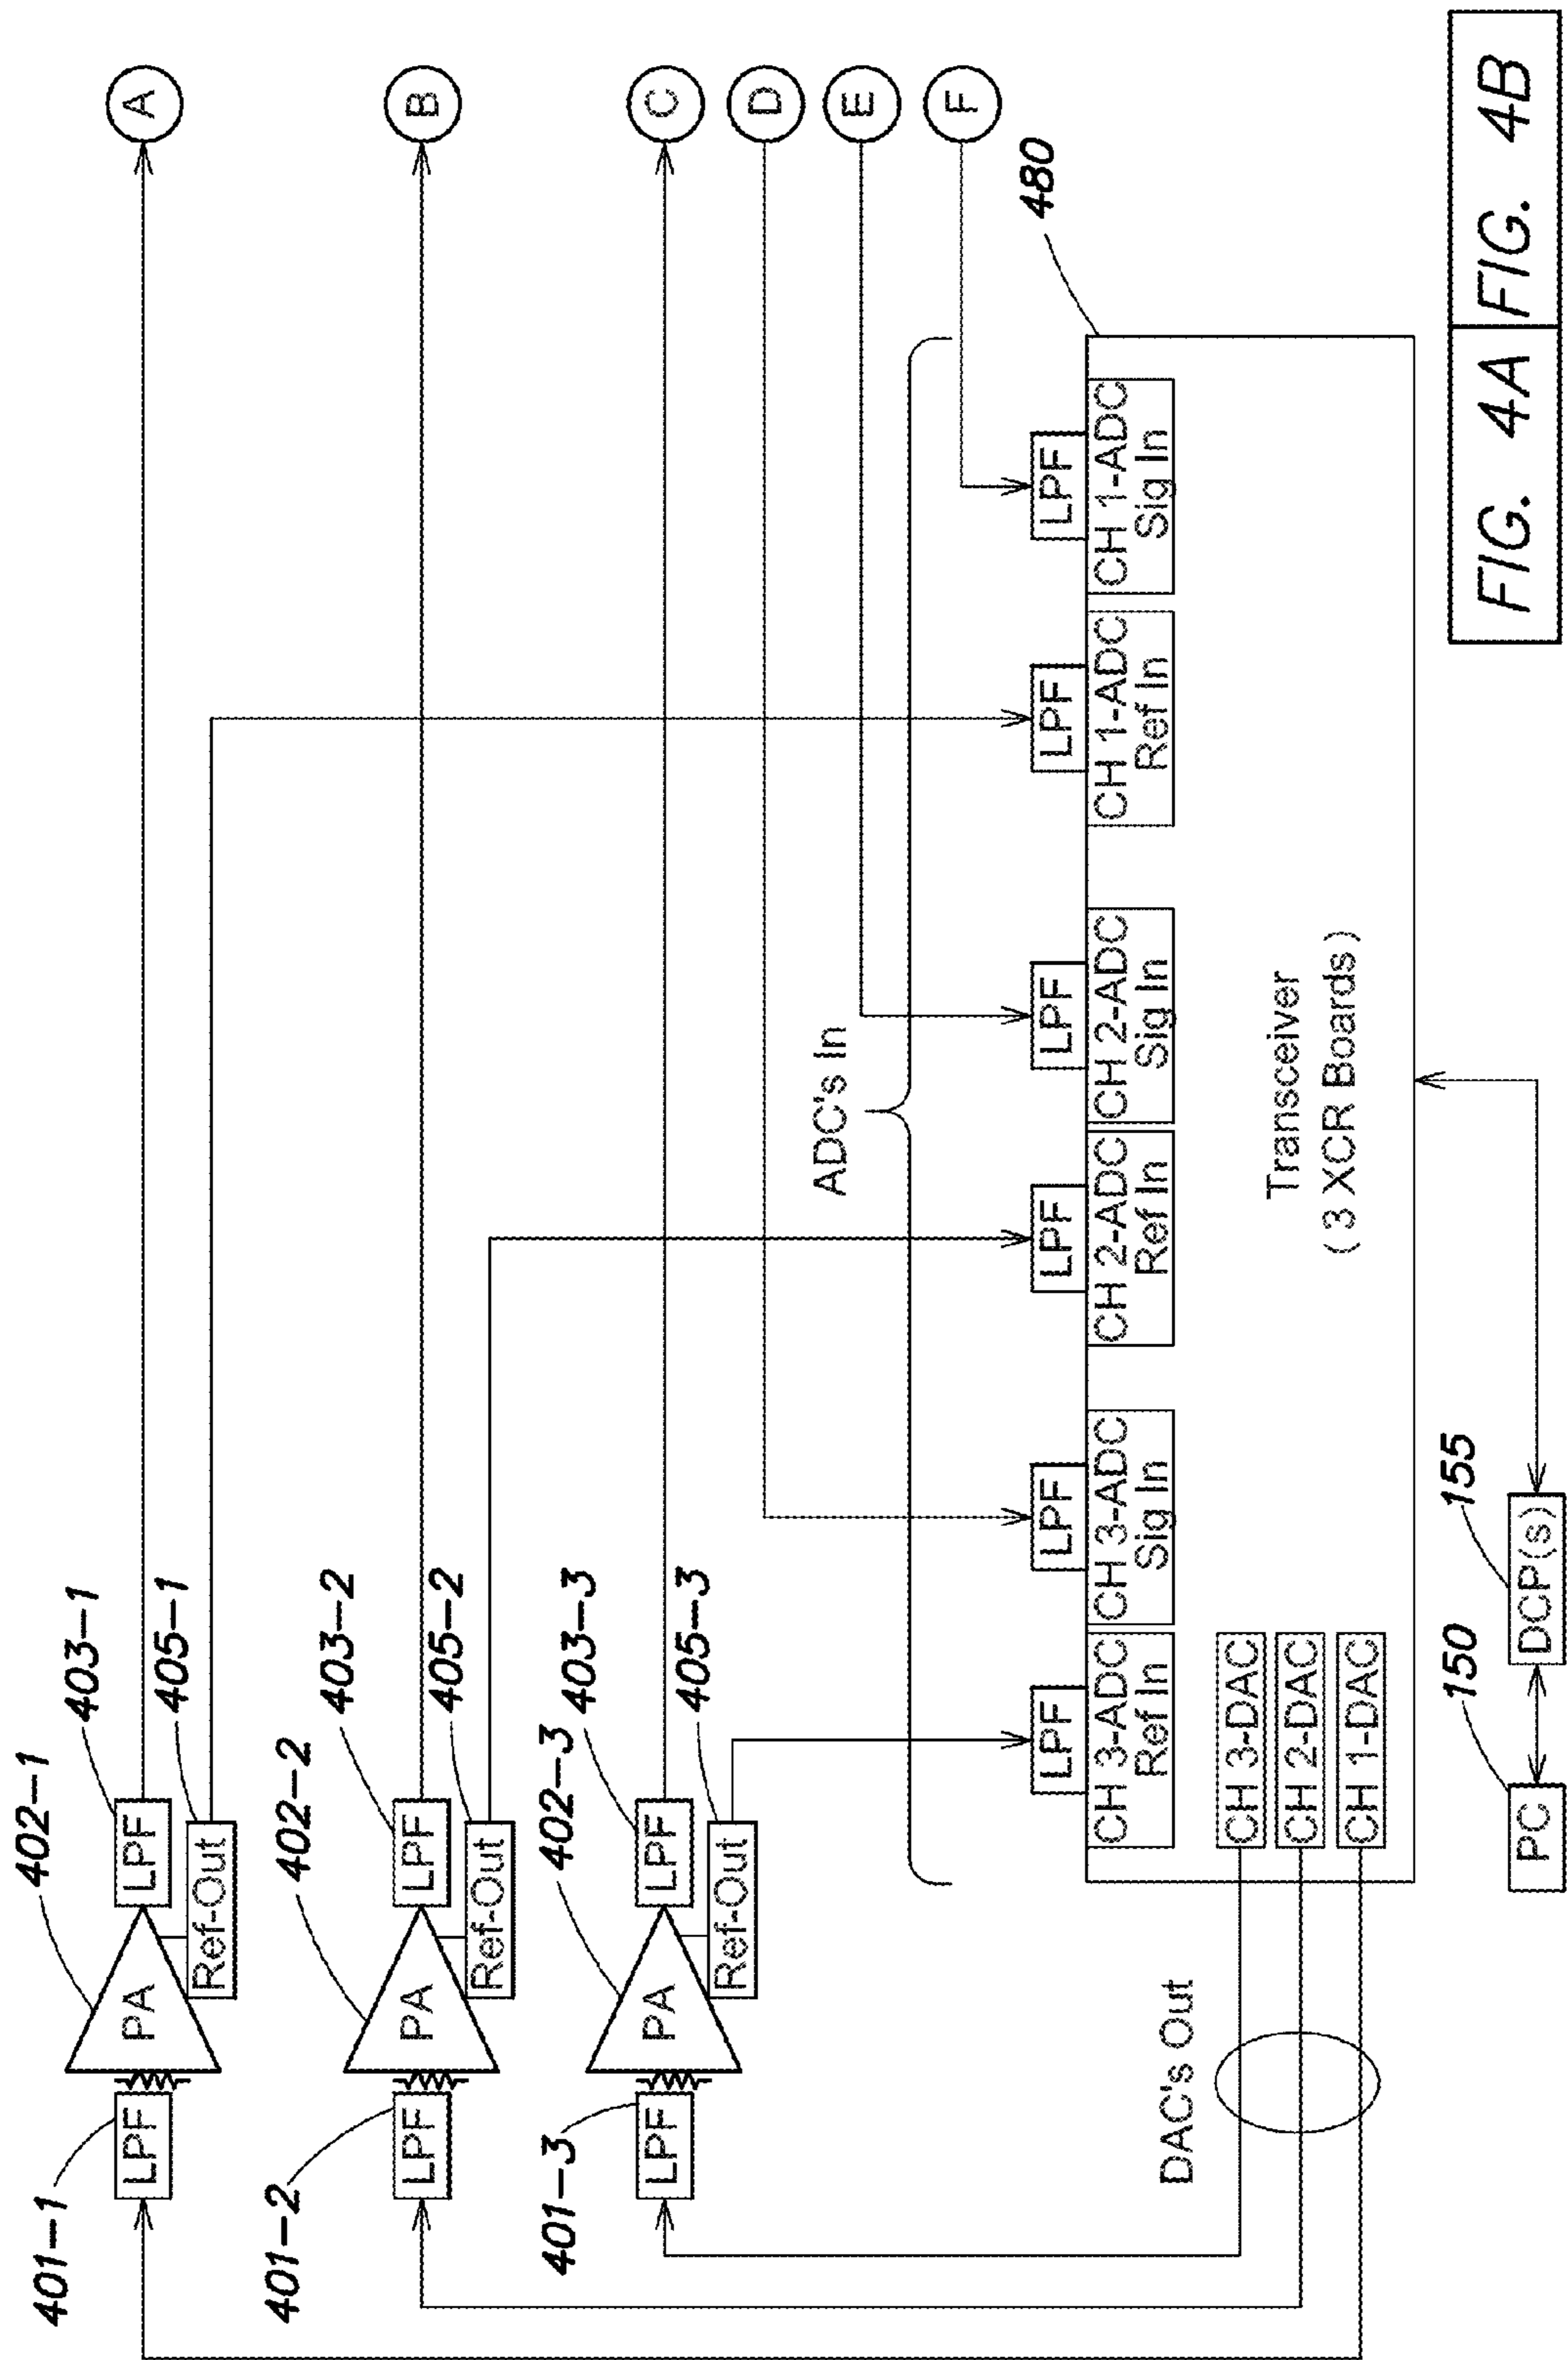 401-1
402-1
403-1
405-1
LPF
PA
LPF
Ref-Out
A
401-2
402-2
403-2
405-2
LPF
PA
LPF
Ref-Out
B
401-3
402-3
403-3
405-3
LPF
PA
LPF
Ref-Out
C
D
E
F
ADC's In
480
LPF
LPF
LPF
LPF
LPF
LPF
CH 3-ADC
Ref In
CH 3-ADC
Sig In
CH 2-ADC
Ref In
CH 2-ADC
Sig In
CH 1-ADC
Ref In
CH 1-ADC
Sig In
DAC's Out
CH 3-DAC
CH 2-DAC
CH 1-DAC
Transceiver
( 3 XCR Boards )
150
155
PC
DCP(s)
FIG. 4A
FIG. 4B